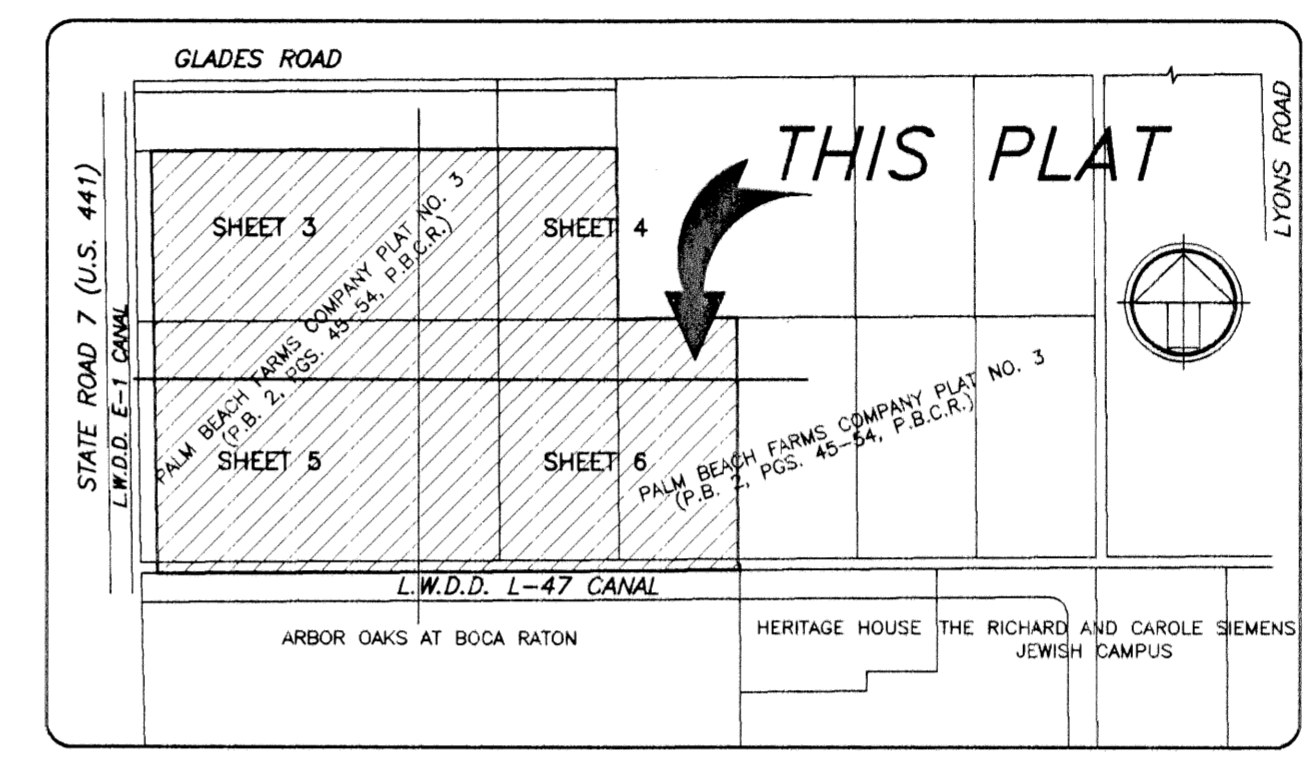 GLADES ROAD
LYONS ROAD
THIS PLAT
STATE ROAD 7 (U.S. 441)
L.W.D.D. E-1 CANAL
SHEET 3
SHEET 4
PALM BEACH FARMS COMPANY PLAT NO. 3
(P.B. 2, PGS. 45-54, P.B.C.R.)
SHEET 5
SHEET 6
PALM BEACH FARMS COMPANY PLAT NO. 3
(P.B. 2, PGS. 45-54, P.B.C.R.)
L.W.D.D. L-47 CANAL
ARBOR OAKS AT BOCA RATON
HERITAGE HOUSE
THE RICHARD AND CAROLE SIEMENS
JEWISH CAMPUS